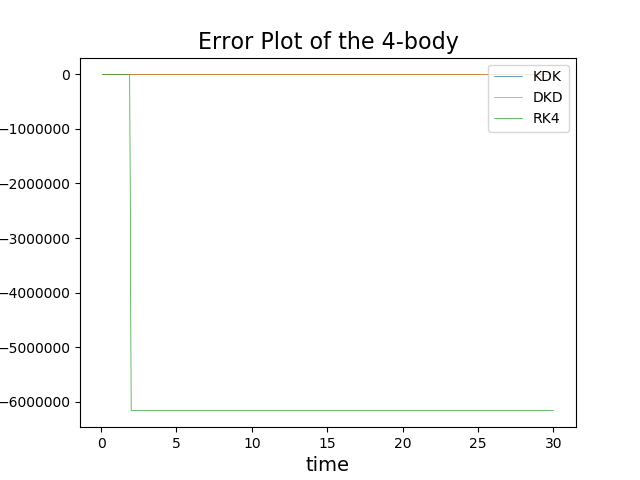 Error Plot of the 4-body
0
−1000000
−2000000
−3000000
−4000000
−5000000
−6000000
KDK
DKD
RK4
0 5 10 15 20 25 30
time